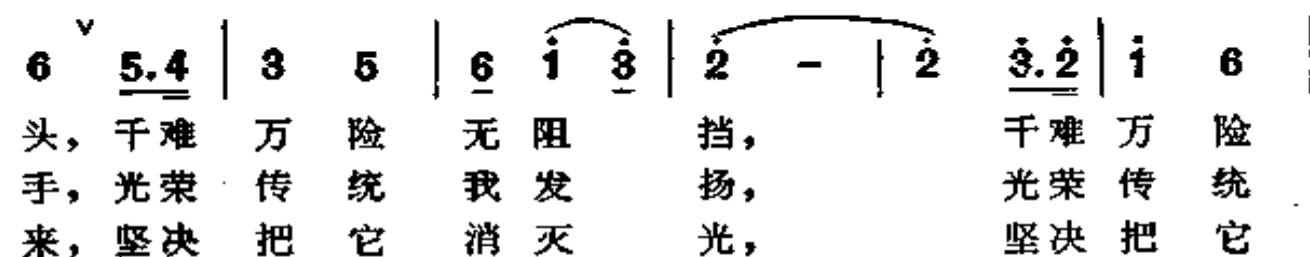 6 ∨ 5.4 | 3 5 | 6 i̇ 3̇ | 2̇ – | 2̇ 3̇.2̇ | i̇ 6
头，千难 万 险 无 阻 挡， 千难 万 险
手，光荣 传 统 我 发 扬， 光荣 传 统
来，坚决 把 它 消 灭 光， 坚决 把 它